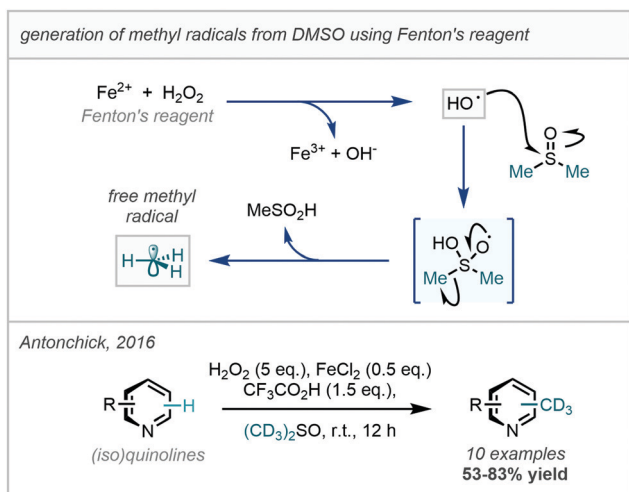 generation of methyl radicals from DMSO using Fenton's reagent
Fe²⁺ + H₂O₂
Fenton's reagent
Fe³⁺ + OH⁻
HO•
O
S
Me Me
free methyl
radical
MeSO₂H
H H
H
HO O
S
Me Me
Antonchick, 2016
H₂O₂ (5 eq.), FeCl₂ (0.5 eq.)
CF₃CO₂H (1.5 eq.),
(CD₃)₂SO, r.t., 12 h
R H
N
(iso)quinolines
R CD₃
N
10 examples
53-83% yield